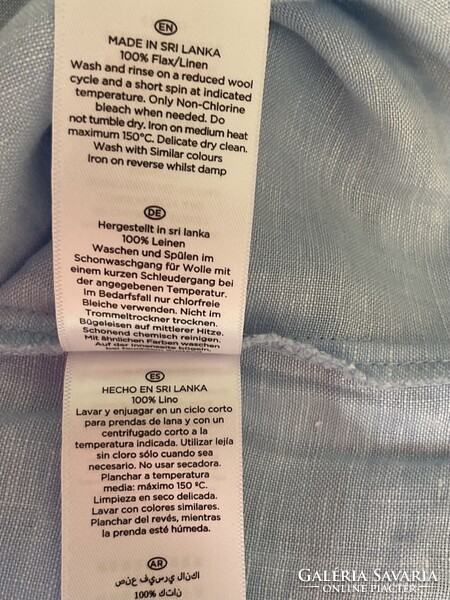 EN
MADE IN SRI LANKA
100% Flax/Linen
Wash and rinse on a reduced wool
cycle and a short spin at indicated
temperature. Only Non-Chlorine
bleach when needed. Do
not tumble dry. Iron on medium heat
maximum 150°C. Delicate dry clean.
Wash with Similar colours
Iron on reverse whilst damp
DE
Hergestellt in sri lanka
100% Leinen
Waschen und Spülen im
Schonwaschgang für Wolle mit
einem kurzen Schleudergang bei
der angegebenen Temperatur.
Im Bedarfsfall nur chlorfreie
Bleiche verwenden. Nicht im
Trommeltrockner trocknen.
Bügeleisen auf mittlerer Hitze.
Schonend chemisch reinigen.
Mit ähnlichen Farben waschen
Auf der Innenseite bügeln,
ES
HECHO EN SRI LANKA
100% Lino
Lavar y enjuagar en un ciclo corto
para prendas de lana y con un
centrifugado corto a la
temperatura indicada. Utilizar lejía
sin cloro sólo cuando sea
necesario. No usar secadora.
Planchar a temperatura
media: máximo 150 °C.
Limpieza en seco delicada.
Lavar con colores similares.
Planchar del revés, mientras
la prenda esté húmeda.
AR
100%
GALÉRIA SAVARIA
ONLINE PIACTÉR